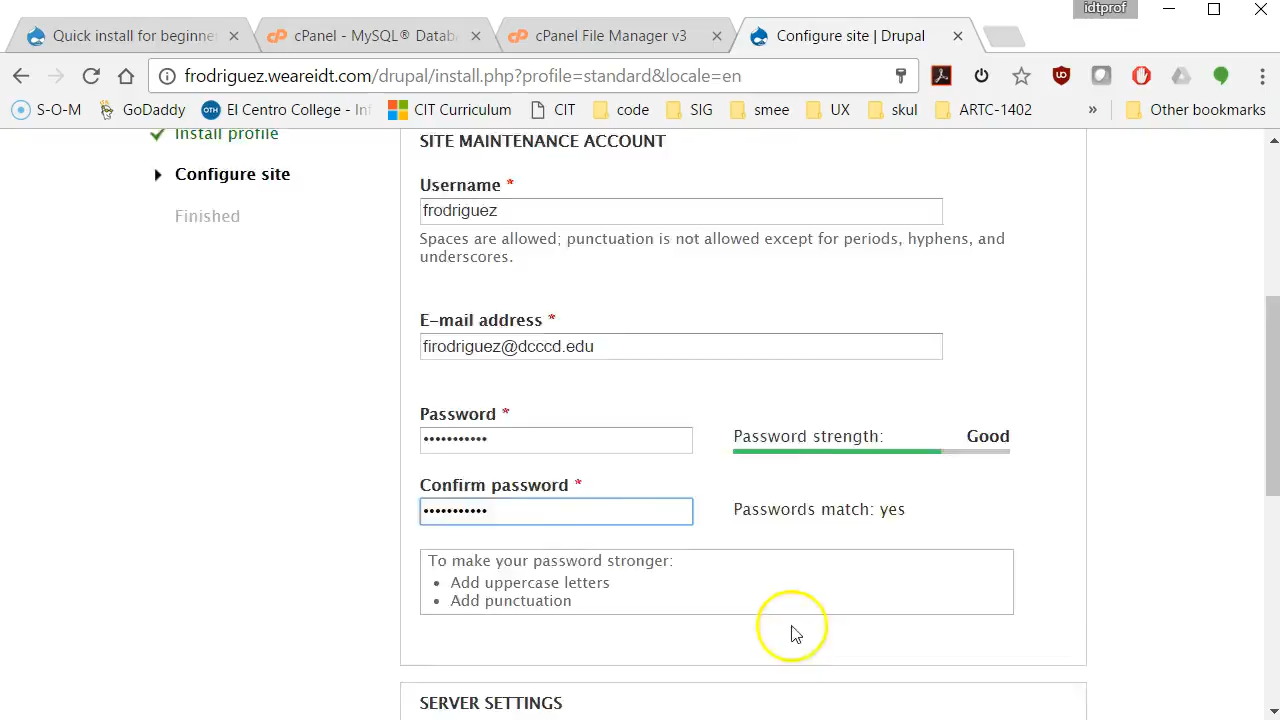 idtprof
Quick install for beginne
cPanel - MySQL® Datab
cPanel File Manager v3
Configure site | Drupal
frodriguez.weareidt.com/drupal/install.php?profile=standard&locale=en
S-O-M
GoDaddy
OTH
El Centro College - Inf
CIT Curriculum
CIT
code
SIG
smee
UX
skul
ARTC-1402
»
Other bookmarks
Install profile
Configure site
Finished
SITE MAINTENANCE ACCOUNT
Username *
frodriguez
Spaces are allowed; punctuation is not allowed except for periods, hyphens, and
underscores.
E-mail address *
firodriguez@dcccd.edu
Password *
•••••••••••
Password strength: Good
Confirm password *
•••••••••••
Passwords match: yes
To make your password stronger:
• Add uppercase letters
• Add punctuation
SERVER SETTINGS